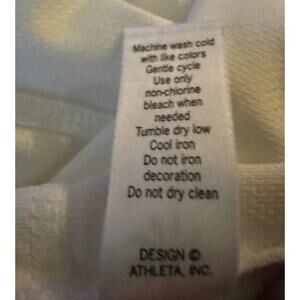 Machine wash cold
with like colors
Gentle cycle
Use only
non-chlorine
bleach when
needed
Tumble dry low
Cool iron
Do not iron
decoration
Do not dry clean
DESIGN ©
ATHLETA, INC.